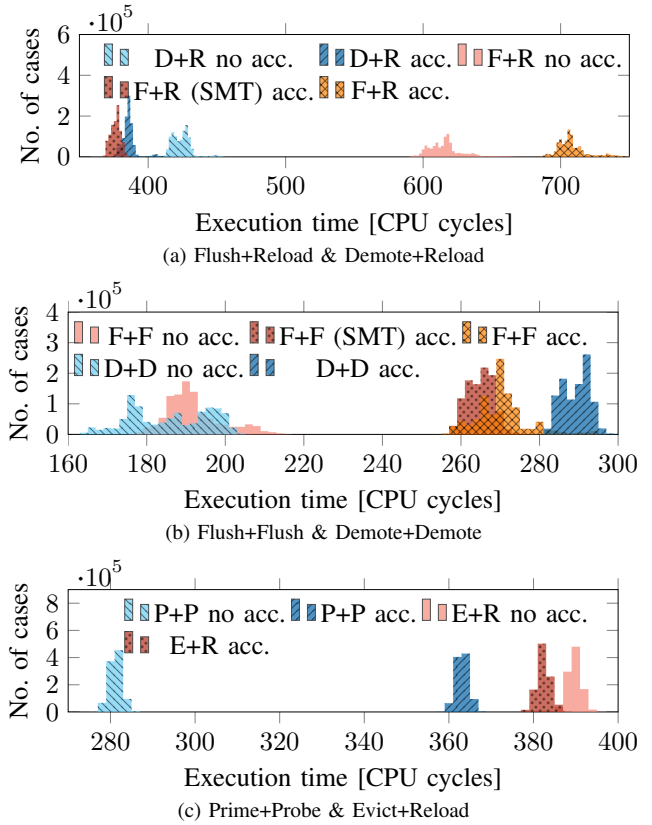 ·10^5
6
4
2
0
No. of cases
D+R no acc. D+R acc. F+R no acc.
F+R (SMT) acc. F+R acc.
400 500 600 700
Execution time [CPU cycles]
(a) Flush+Reload & Demote+Reload
·10^5
4
3
2
1
0
No. of cases
F+F no acc. F+F (SMT) acc. F+F acc.
D+D no acc. D+D acc.
160 180 200 220 240 260 280 300
Execution time [CPU cycles]
(b) Flush+Flush & Demote+Demote
·10^5
8
6
4
2
0
No. of cases
P+P no acc. P+P acc. E+R no acc.
E+R acc.
280 300 320 340 360 380 400
Execution time [CPU cycles]
(c) Prime+Probe & Evict+Reload